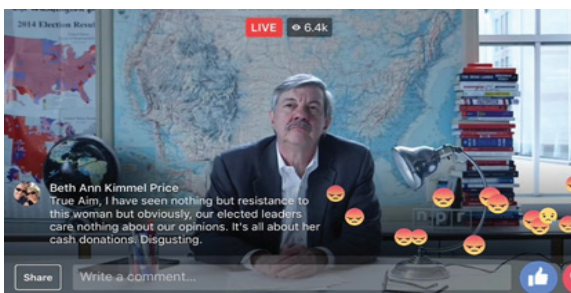 2014 Election Results
LIVE
6.4k
Beth Ann Kimmel Price
True Aim, I have seen nothing but resistance to
this woman but obviously, our elected leaders
care nothing about our opinions. It's all about her
cash donations. Disgusting.
npr
Share
Write a comment...